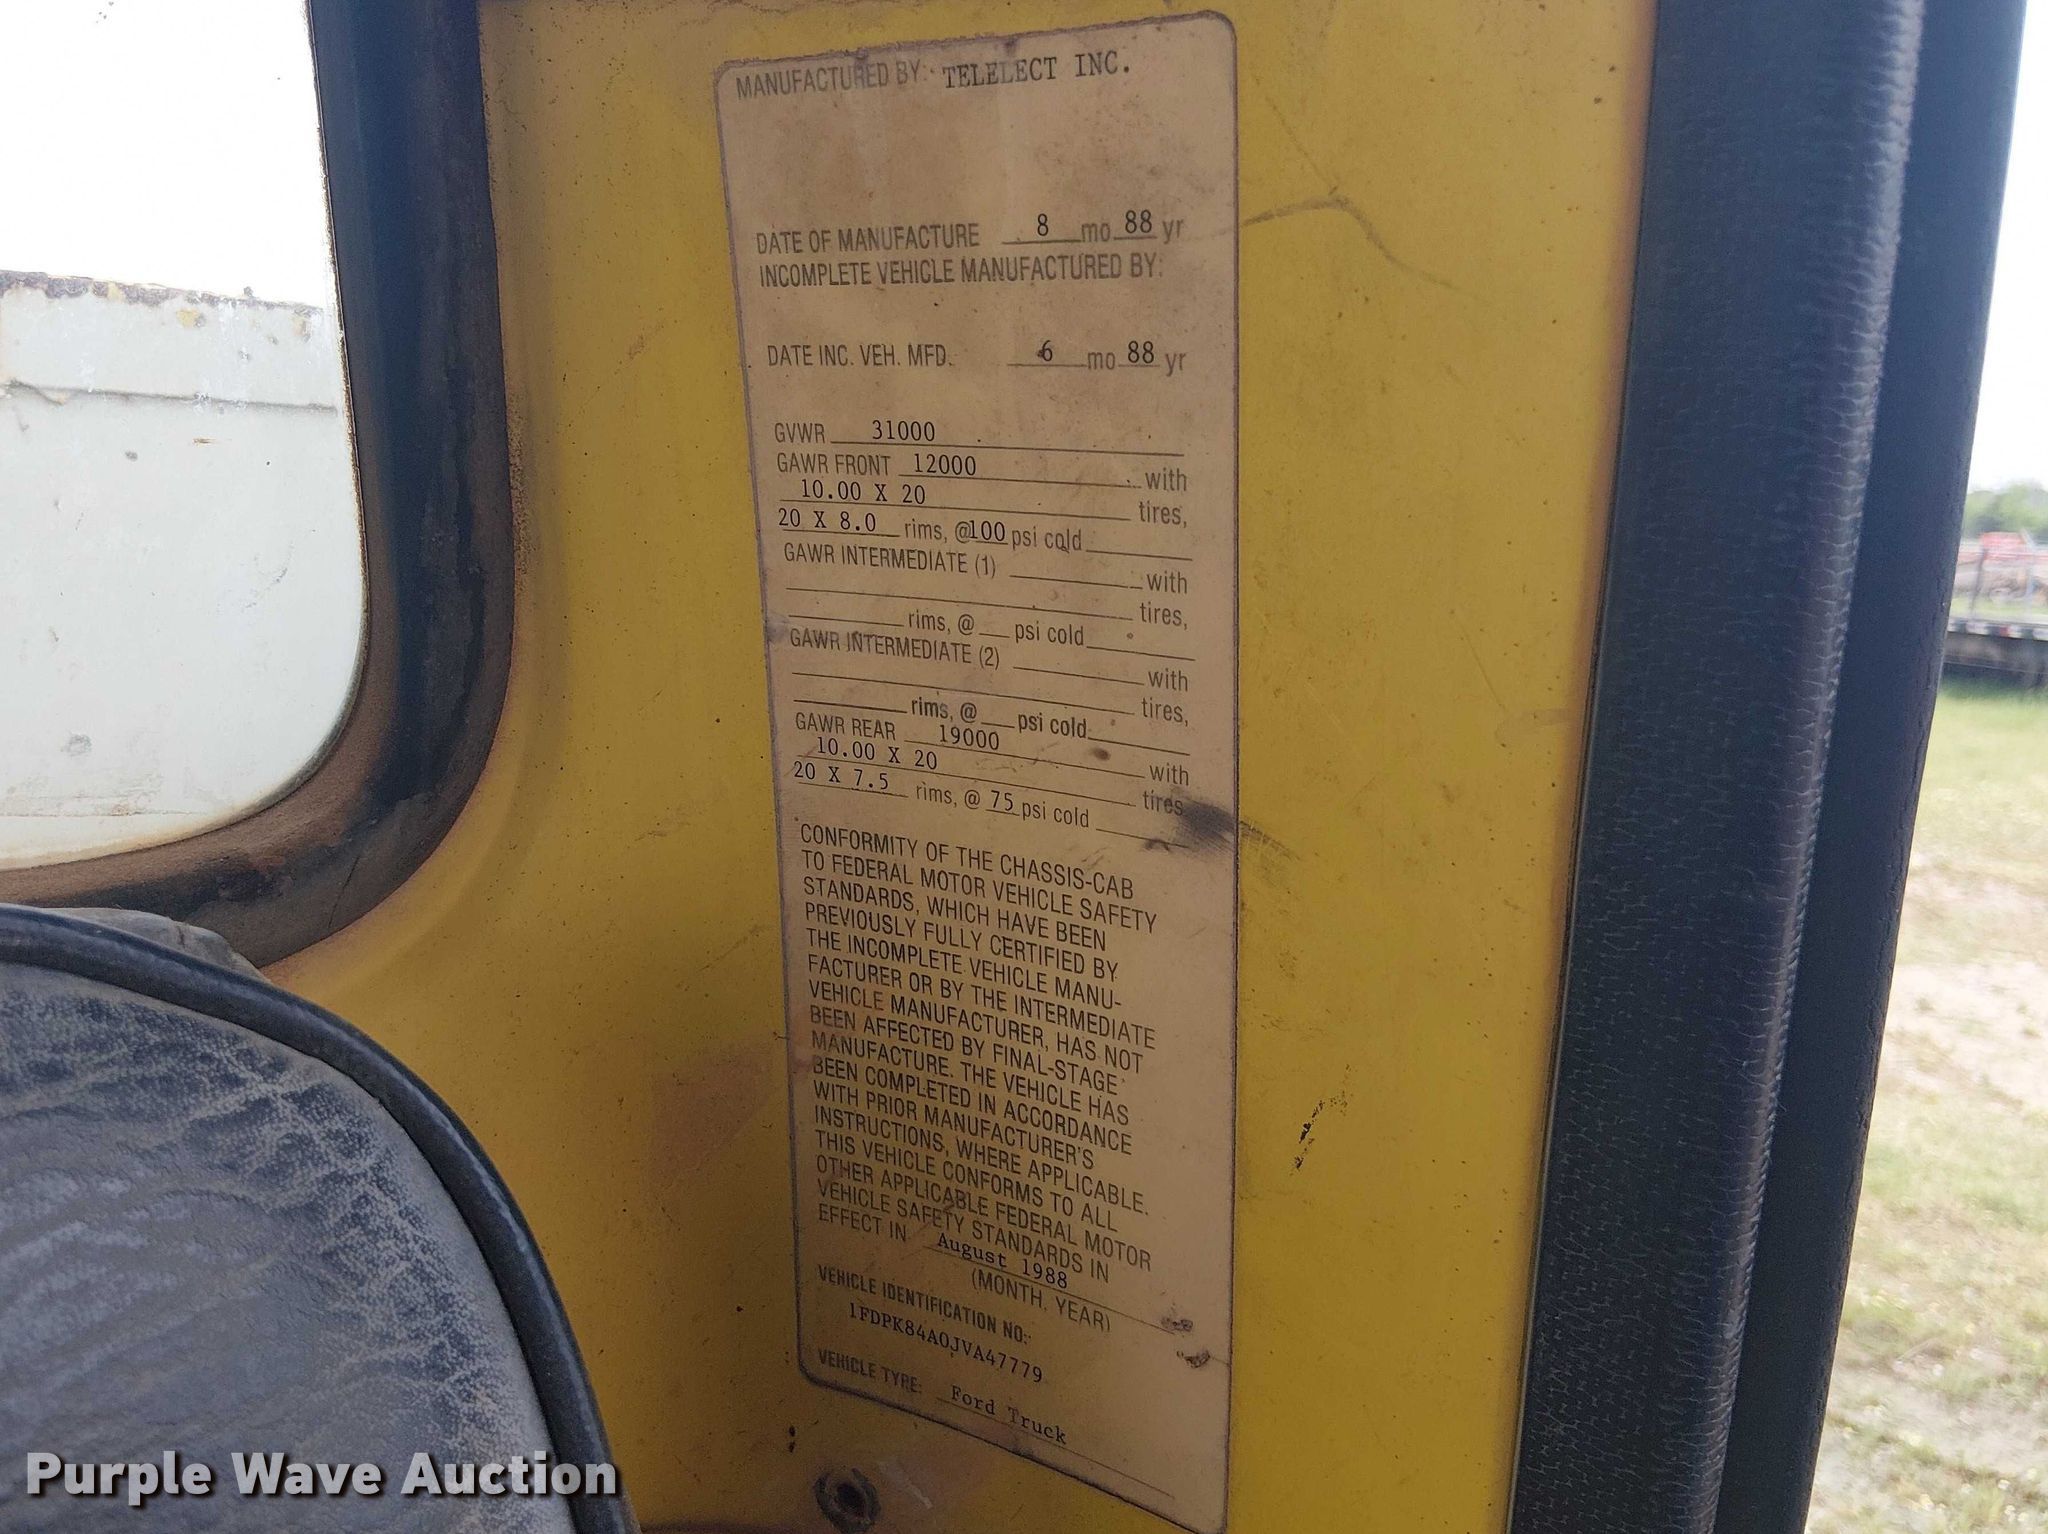 MANUFACTURED BY: TELELECT INC.
DATE OF MANUFACTURE 8 mo 88 yr
INCOMPLETE VEHICLE MANUFACTURED BY:
DATE INC. VEH. MFD. 6 mo 88 yr
GVWR 31000
GAWR FRONT 12000 with
10.00 X 20 tires,
20 X 8.0 rims, @ 100 psi cold
GAWR INTERMEDIATE (1) with
tires,
rims, @ psi cold
GAWR INTERMEDIATE (2) with
tires,
rims, @ psi cold
GAWR REAR 19000 with
10.00 X 20 tires
20 X 7.5 rims, @ 75 psi cold
CONFORMITY OF THE CHASSIS-CAB
TO FEDERAL MOTOR VEHICLE SAFETY
STANDARDS, WHICH HAVE BEEN
PREVIOUSLY FULLY CERTIFIED BY
THE INCOMPLETE VEHICLE MANU-
FACTURER OR BY THE INTERMEDIATE
VEHICLE MANUFACTURER, HAS NOT
BEEN AFFECTED BY FINAL-STAGE
MANUFACTURE. THE VEHICLE HAS
BEEN COMPLETED IN ACCORDANCE
WITH PRIOR MANUFACTURER'S
INSTRUCTIONS, WHERE APPLICABLE.
THIS VEHICLE CONFORMS TO ALL
OTHER APPLICABLE FEDERAL MOTOR
VEHICLE SAFETY STANDARDS IN
EFFECT IN August 1988
(MONTH, YEAR)
VEHICLE IDENTIFICATION NO:
1FDPK84A0JVA47779
VEHICLE TYPE: Ford Truck
Purple Wave Auction